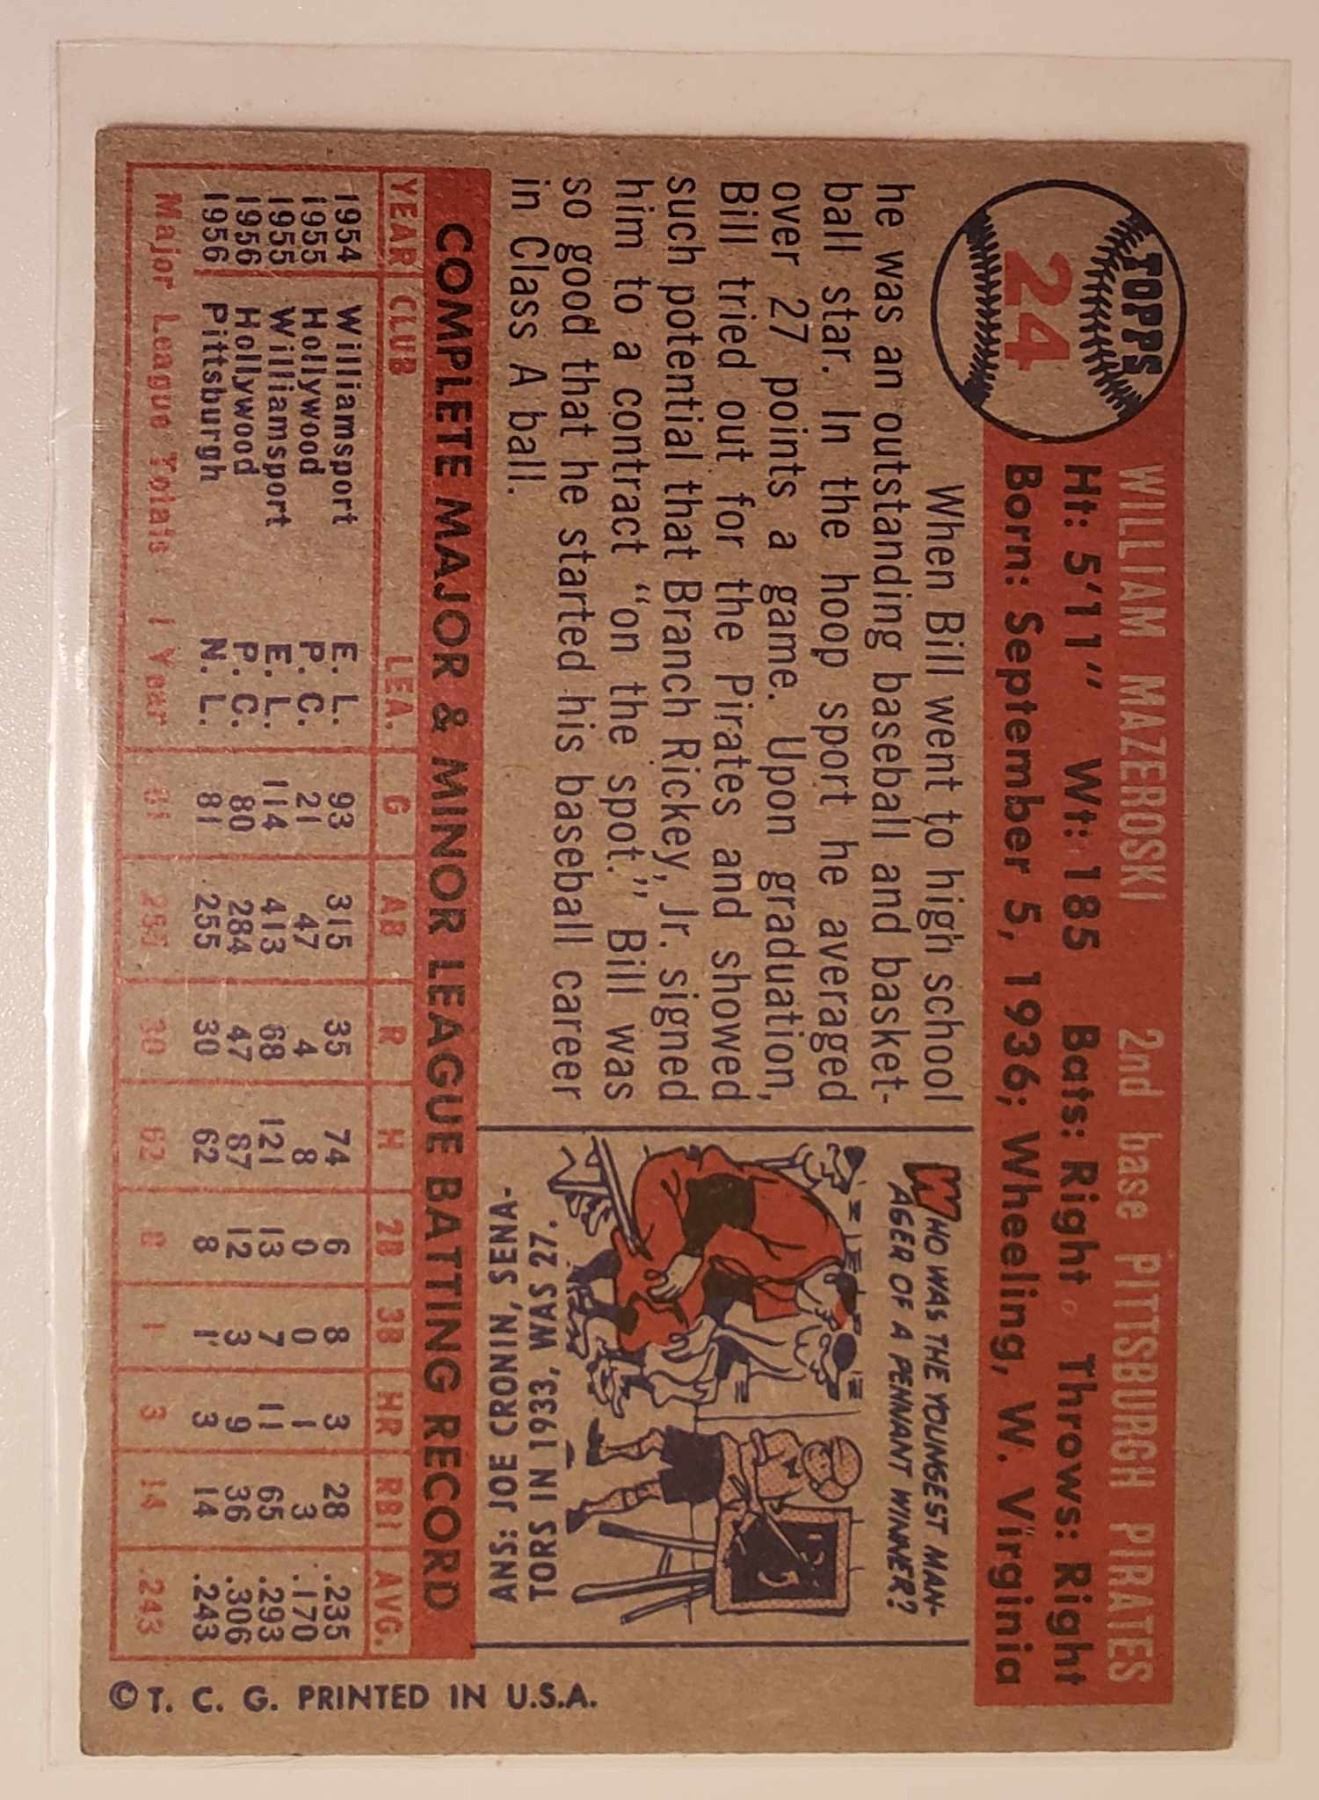 TOPPS
24
WILLIAM MAZEROSKI 2nd base PITTSBURGH PIRATES
Ht: 5'11" Wt: 185 Bats: Right Throws: Right
Born: September 5, 1936; Wheeling, W. Virginia
When Bill went to high school
he was an outstanding baseball and basket-
ball star. In the hoop sport he averaged
over 27 points a game. Upon graduation,
Bill tried out for the Pirates and showed
such potential that Branch Rickey, Jr. signed
him to a contract "on the spot." Bill was
so good that he started his baseball career
in Class A ball.
WHO WAS THE YOUNGEST MAN-
AGER OF A PENNANT WINNER?
ANS: JOE CRONIN, SENA-
TORS IN 1933, WAS 27.
COMPLETE MAJOR & MINOR LEAGUE BATTING RECORD
YEAR CLUB LEA. G AB R H 2B 3B HR RBI AVG.
1954 Williamsport E. L. 93 315 35 74 6 8 3 28 .235
1955 Hollywood P. C. 21 47 4 8 0 0 1 3 .170
1955 Williamsport E. L. 114 413 68 121 13 7 11 65 .293
1956 Hollywood P. C. 80 284 47 87 12 3 9 36 .306
1956 Pittsburgh N. L. 81 255 30 62 8 1 3 14 .243
Major League Totals 1 Year 81 255 30 62 8 1 3 14 .243
© T. C. G. PRINTED IN U.S.A.